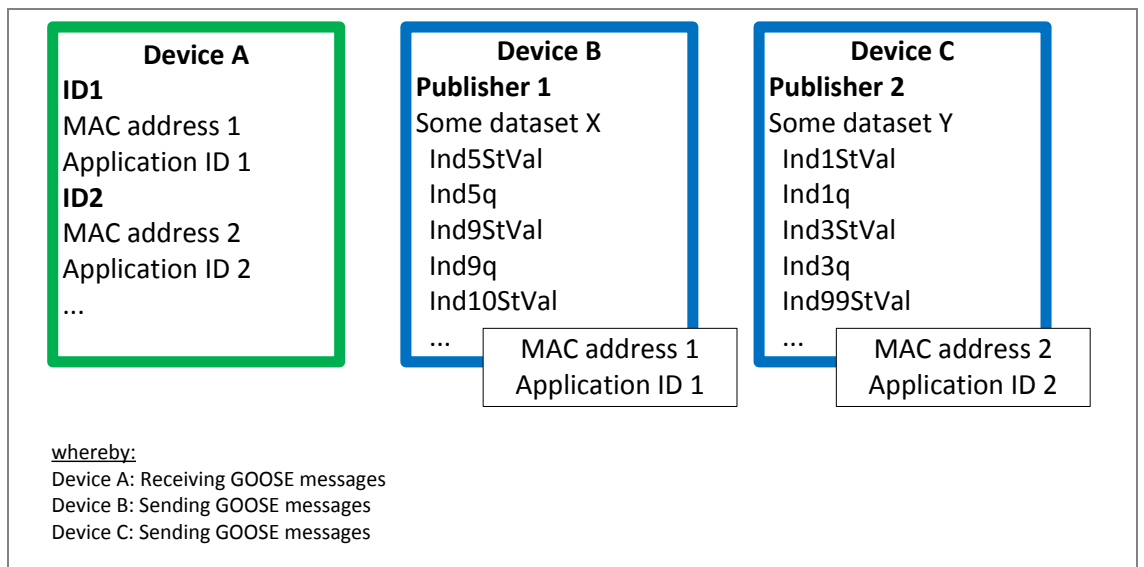 Device A
ID1
MAC address 1
Application ID 1
ID2
MAC address 2
Application ID 2
...
Device B
Publisher 1
Some dataset X
Ind5StVal
Ind5q
Ind9StVal
Ind9q
Ind10StVal
...
MAC address 1
Application ID 1
Device C
Publisher 2
Some dataset Y
Ind1StVal
Ind1q
Ind3StVal
Ind3q
Ind99StVal
...
MAC address 2
Application ID 2
whereby:
Device A: Receiving GOOSE messages
Device B: Sending GOOSE messages
Device C: Sending GOOSE messages